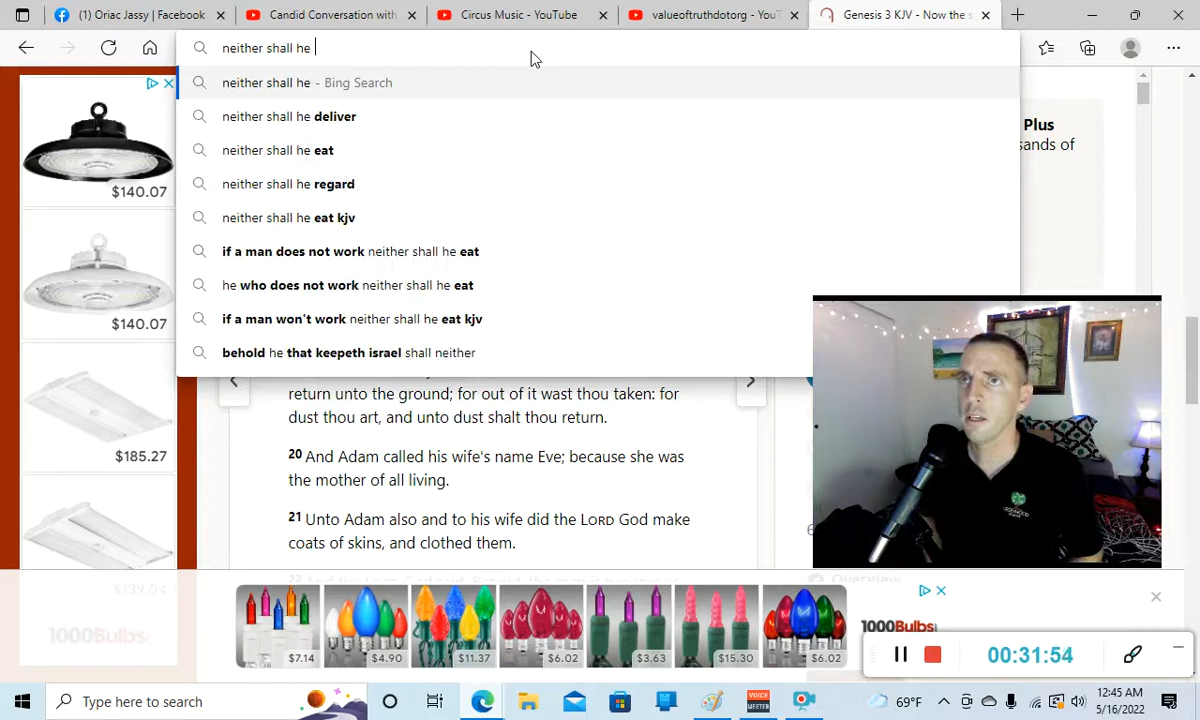 (1) Oriac Jassy | Facebook
Candid Conversation with
Circus Music - YouTube
valueoftruthdotorg - YouT
Genesis 3 KJV - Now the s
neither shall he
neither shall he - Bing Search
neither shall he deliver
neither shall he eat
neither shall he regard
neither shall he eat kjv
if a man does not work neither shall he eat
he who does not work neither shall he eat
if a man won't work neither shall he eat kjv
behold he that keepeth israel shall neither
Plus
sands of
$140.07
$140.07
$185.27
$139.04
1000Bulbs
return unto the ground; for out of it wast thou taken: for
dust thou art, and unto dust shalt thou return.
20 And Adam called his wife's name Eve; because she was
the mother of all living.
21 Unto Adam also and to his wife did the LORD God make
coats of skins, and clothed them.
Overview
$7.14
$4.90
$11.37
$6.02
$3.63
$15.30
$6.02
1000Bulbs
00:31:54
Type here to search
VOICE
MEETER
69°F
12:45 AM
5/16/2022